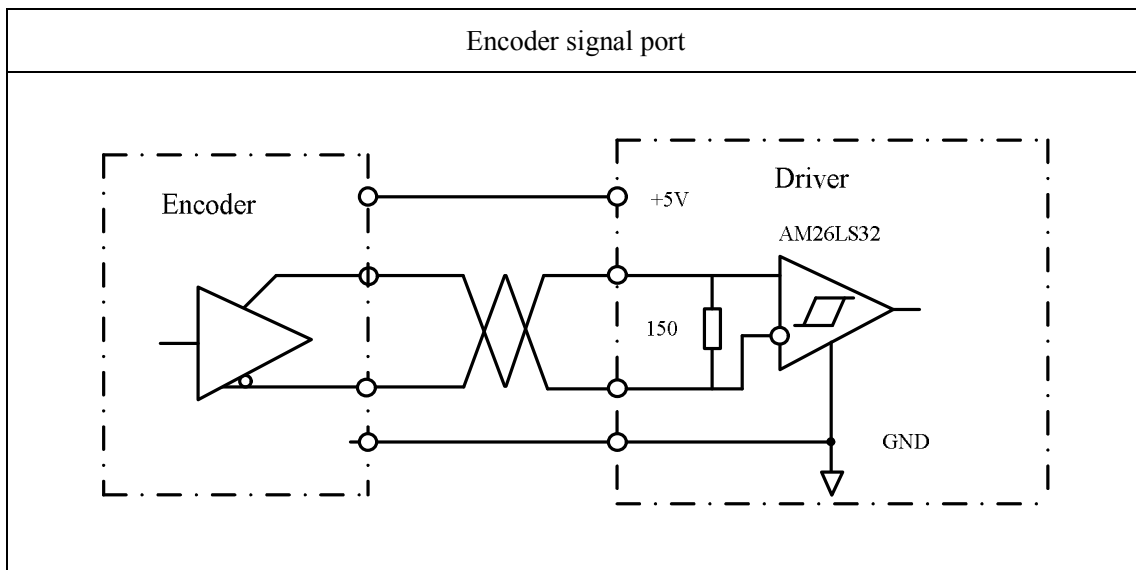 Encoder signal port
Encoder
Driver
+5V
AM26LS32
150
GND